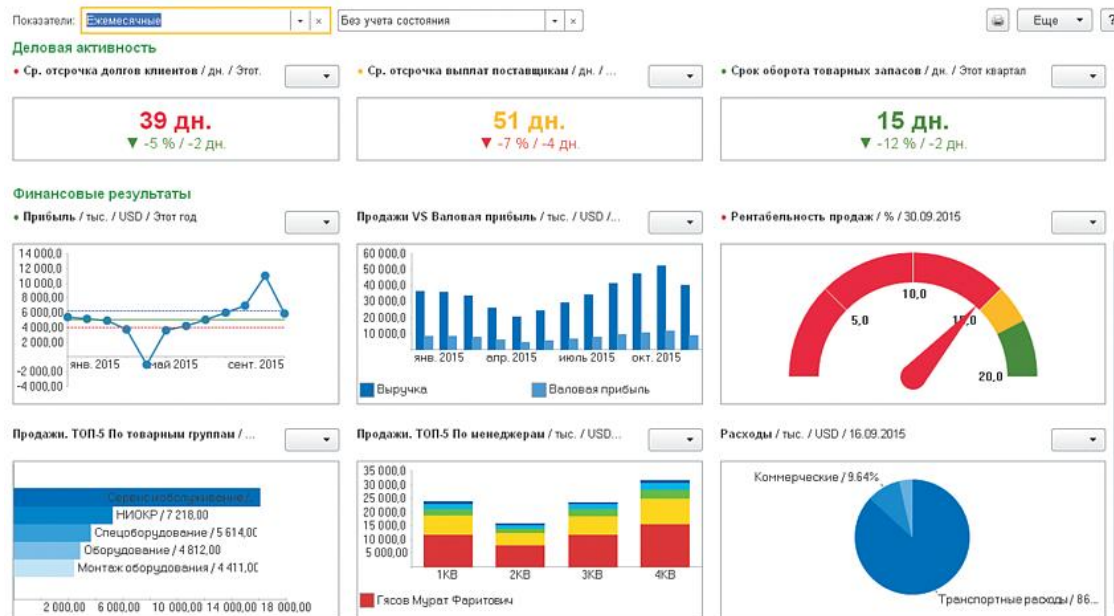 Показатели: Ежемесячные Без учета состояния Еще ?
Деловая активность
Ср. отсрочка долгов клиентов / дн. / Этот.
39 дн.
▼ -5 % / -2 дн.
Ср. отсрочка выплат поставщикам / дн. / ...
51 дн.
▼ -7 % / -4 дн.
Срок оборота товарных запасов / дн. / Этот квартал
15 дн.
▼ -12 % / -2 дн.
Финансовые результаты
Прибыль / тыс. / USD / Этот год
14 000,0
12 000,0
10 000,0
8 000,00
6 000,00
4 000,00
2 000,00
-2 000,00
-4 000,00
янв. 2015 май 2015 сент. 2015
Продажи VS Валовая прибыль / тыс. / USD /...
60 000,0
50 000,0
40 000,0
30 000,0
20 000,0
10 000,0
янв. 2015 апр. 2015 июль 2015 окт. 2015
Выручка Валовая прибыль
Рентабельность продаж / % / 30.09.2015
5,0
10,0
15,0
20,0
Продажи. ТОП-5 По товарным группам / ...
Сервис и обслуживание /
НИОКР / 7 218,00
Спецоборудование / 5 614,00
Оборудование / 4 812,00
Монтаж оборудования / 4 411,00
2 000,00 6 000,00 10 000,00 14 000,00 18 000,00
Продажи. ТОП-5 По менеджерам / тыс. / USD...
35 000,0
30 000,0
25 000,0
20 000,0
15 000,0
10 000,0
5 000,00
1КВ 2КВ 3КВ 4КВ
Гясов Мурат Фаритович
Расходы / тыс. / USD / 16.09.2015
Коммерческие / 9.64%
Транспортные расходы / 86...